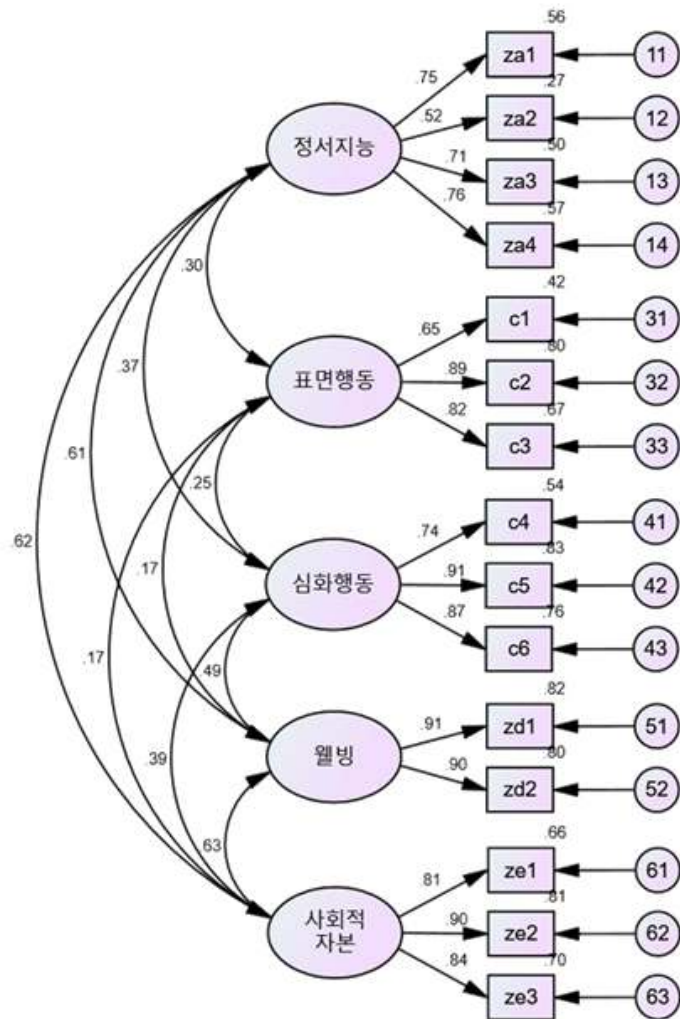 .56
.75
za1
11
.27
.52
za2
12
정서지능
.50
.71
za3
13
.57
.76
za4
14
.30
.42
.65
c1
31
.37
.80
.89
c2
32
표면행동
.67
.82
c3
33
.61
.25
.54
.74
c4
41
.62
.83
.17
.91
c5
42
심화행동
.76
.87
c6
43
.17
.49
.82
.91
zd1
51
.39
웰빙
.80
.90
zd2
52
.63
.66
.81
ze1
61
.81
.90
ze2
62
사회적
자본
.70
.84
ze3
63